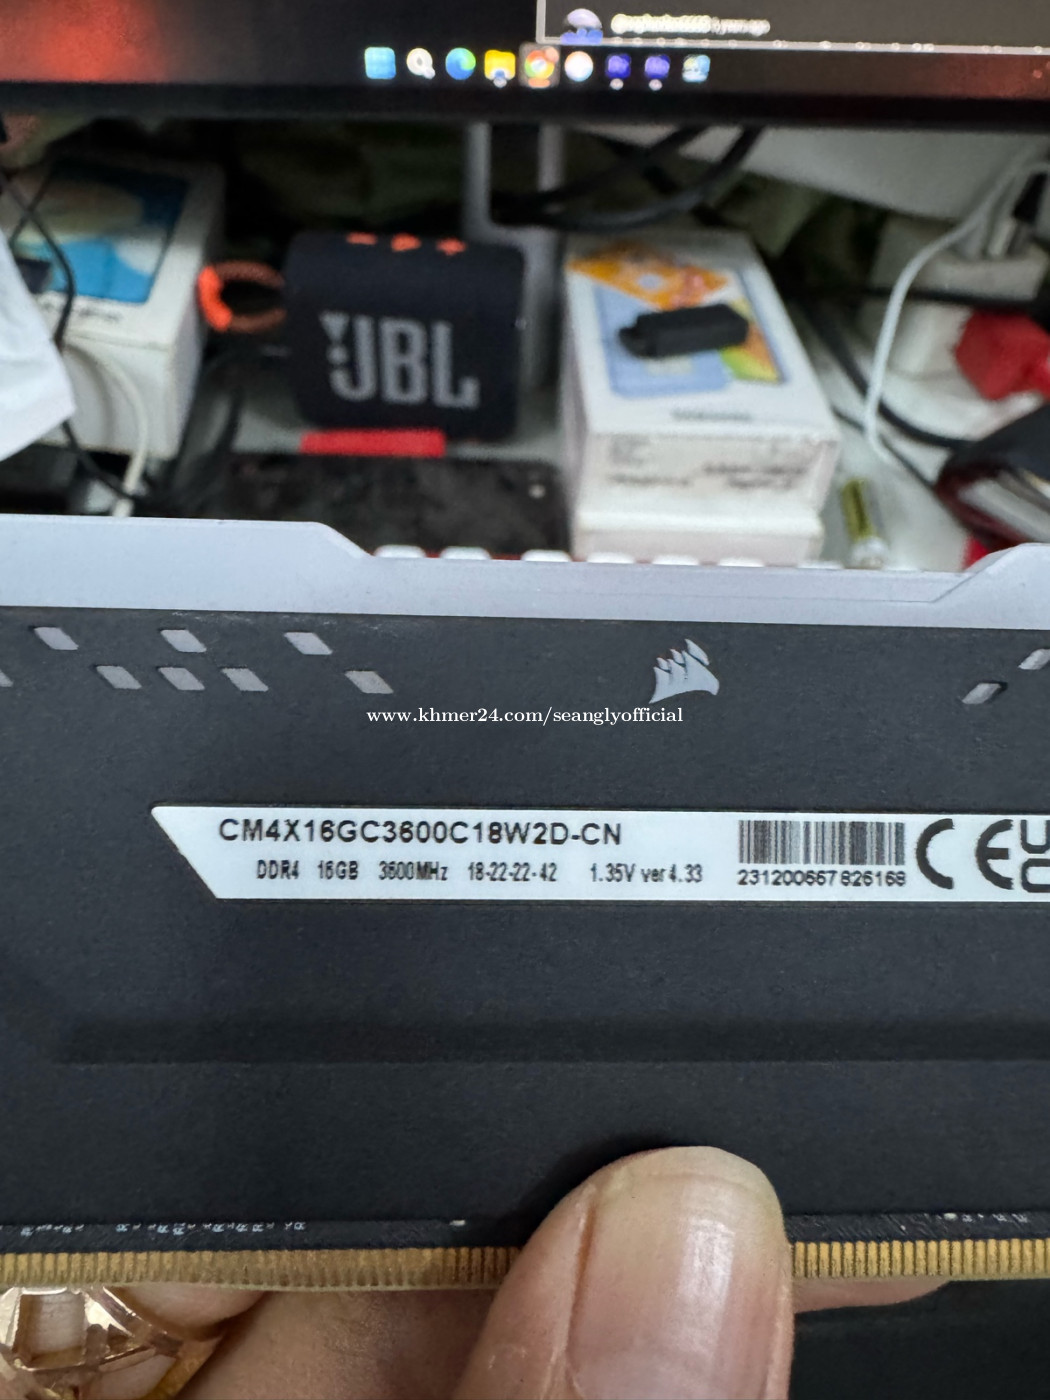 JBL
www.khmer24.com/seanglyofficial
CM4X16GC3600C18W2D-CN
DDR4 16GB 3600MHz 18-22-22-42 1.35V ver4.33
231200667826168
CE